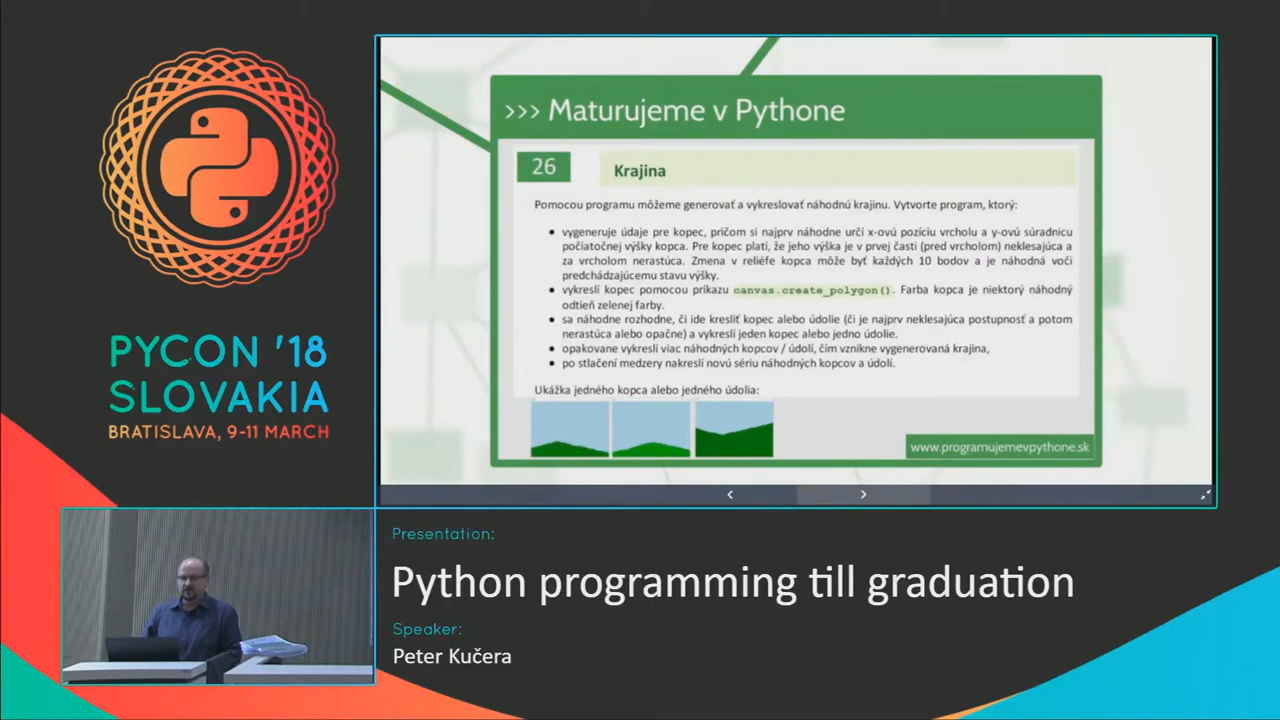 PYCON '18
SLOVAKIA
BRATISLAVA, 9-11 MARCH
>>> Maturujeme v Pythone
26
Krajina
Pomocou programu môžeme generovať a vykresľovať náhodnú krajinu. Vytvorte program, ktorý:
vygeneruje údaje pre kopec, pričom si najprv náhodne určí x-ovú pozíciu vrcholu a y-ovú súradnicu
počiatočnej výšky kopca. Pre kopec platí, že jeho výška je v prvej časti (pred vrcholom) neklesajúca a
za vrcholom nerastúca. Zmena v reliéfe kopca môže byť každých 10 bodov a je náhodná voči
predchádzajúcemu stavu výšky.
vykreslí kopec pomocou príkazu canvas.create_polygon(). Farba kopca je niektorý náhodný
odtieň zelenej farby.
sa náhodne rozhodne, či ide kresliť kopec alebo údolie (či je najprv neklesajúca postupnosť a potom
nerastúca alebo opačne) a vykreslí jeden kopec alebo jedno údolie.
opakovane vykreslí viac náhodných kopcov / údolí, čím vznikne vygenerovaná krajina,
po stlačení medzery nakreslí novú sériu náhodných kopcov a údolí.
Ukážka jedného kopca alebo jedného údolia:
www.programujemevpythone.sk
Presentation:
Python programming till graduation
Speaker:
Peter Kučera